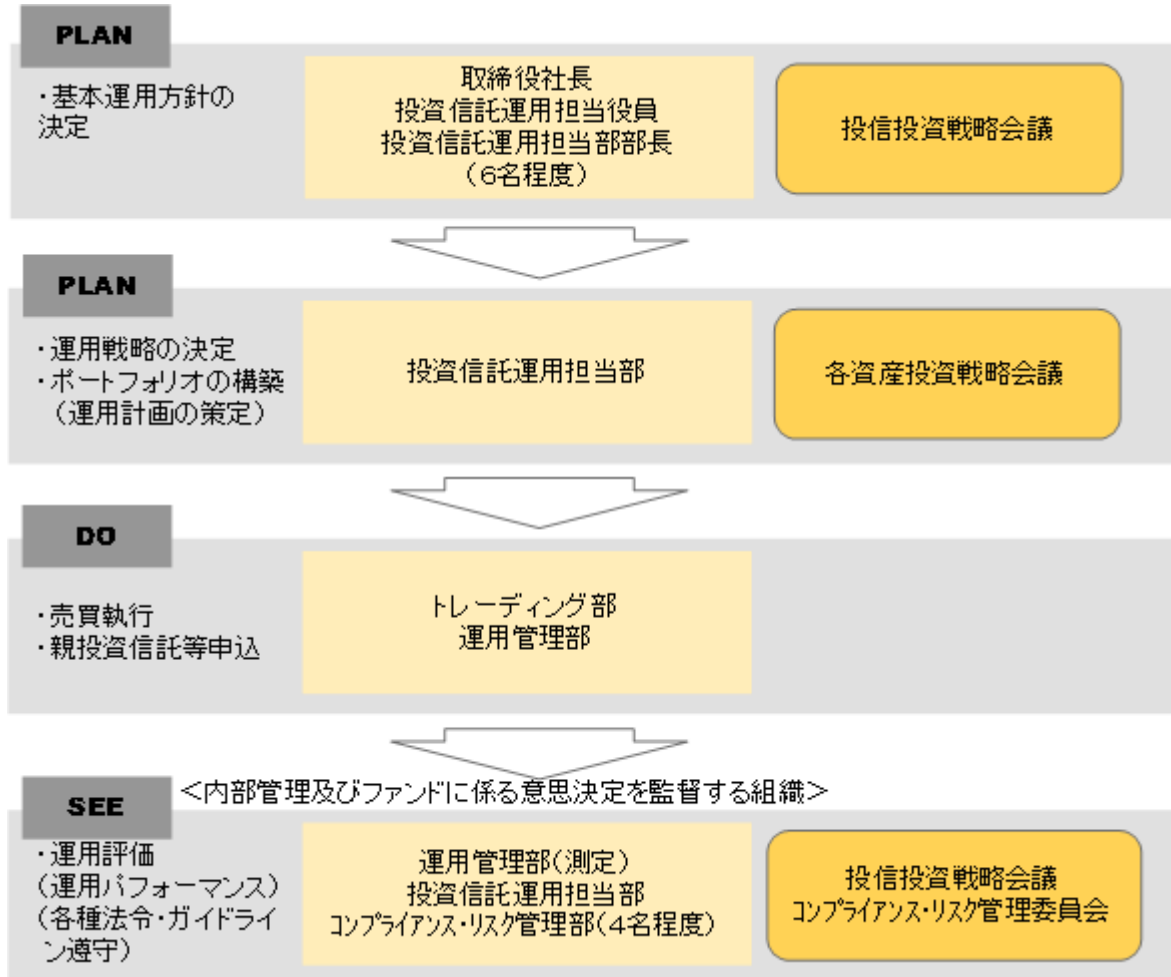 PLAN
・基本運用方針の
決定
取締役社長
投資信託運用担当役員
投資信託運用担当部部長
(6名程度)
投信投資戦略会議
PLAN
・運用戦略の決定
・ポートフォリオの構築
(運用計画の策定)
投資信託運用担当部
各資産投資戦略会議
DO
・売買執行
・親投資信託等申込
トレーディング部
運用管理部
<内部管理及びファンドに係る意思決定を監督する組織>
SEE
・運用評価
(運用パフォーマンス)
(各種法令・ガイドライ
ン遵守)
運用管理部(測定)
投資信託運用担当部
コンプライアンス・リスク管理部(4名程度)
投信投資戦略会議
コンプライアンス・リスク管理委員会